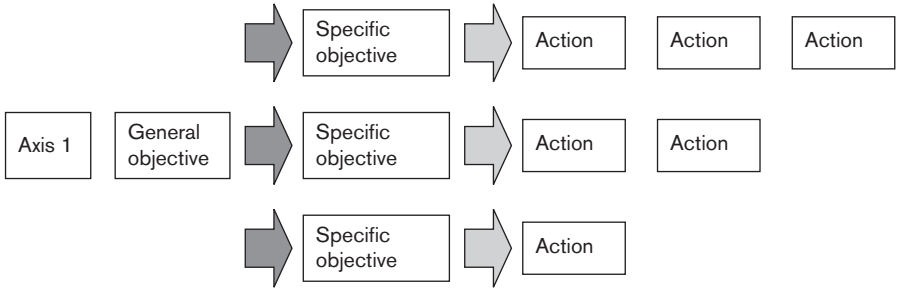 Specific
objective
Action
Action
Action
Axis 1
General
objective
Specific
objective
Action
Action
Specific
objective
Action